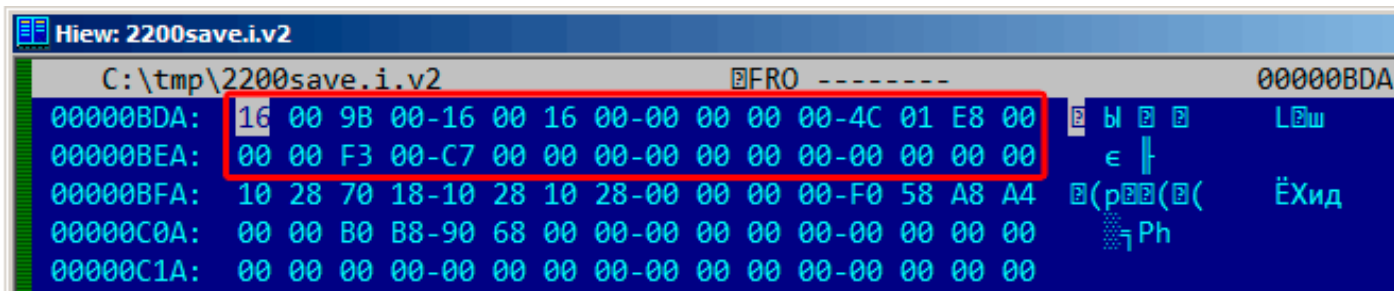 Hiew: 2200save.i.v2
C:\tmp\2200save.i.v2 FRO -------- 00000BDA
00000BDA: 16 00 9B 00-16 00 16 00-00 00 00 00-4C 01 E8 00 Ы L ш
00000BEA: 00 00 F3 00-C7 00 00 00-00 00 00 00-00 00 00 00 є ╟
00000BFA: 10 28 70 18-10 28 10 28-00 00 00 00-F0 58 A8 A4 (p ( ( ЁXид
00000C0A: 00 00 B0 B8-90 68 00 00-00 00 00 00-00 00 00 00 ░╕Рh
00000C1A: 00 00 00 00-00 00 00 00-00 00 00 00-00 00 00 00